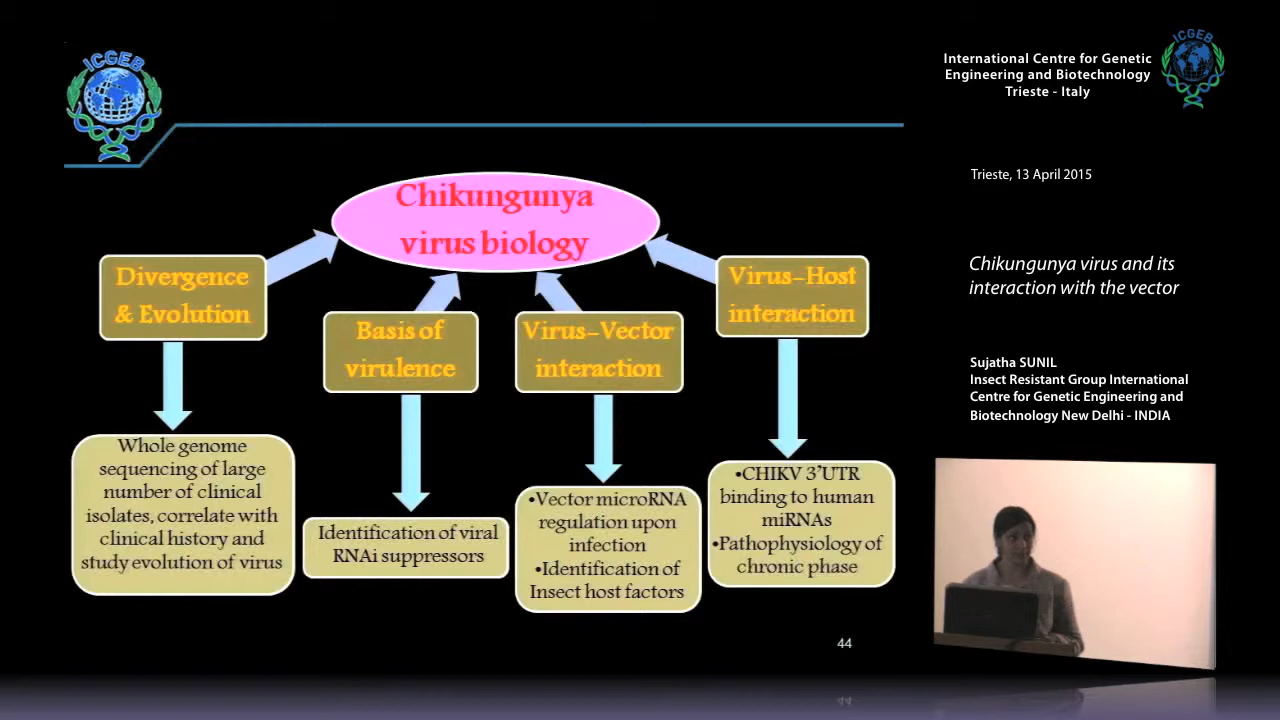 ICGEB
Chikungunya
virus biology
Divergence
& Evolution
Basis of
virulence
Virus-Vector
interaction
Virus-Host
interaction
Whole genome
sequencing of large
number of clinical
isolates, correlate with
clinical history and
study evolution of virus
Identification of viral
RNAi suppressors
•Vector microRNA
regulation upon
infection
•Identification of
Insect host factors
•CHIKV 3'UTR
binding to human
miRNAs
•Pathophysiology of
chronic phase
44
International Centre for Genetic
Engineering and Biotechnology
Trieste - Italy
ICGEB
Trieste, 13 April 2015
Chikungunya virus and its
interaction with the vector
Sujatha SUNIL
Insect Resistant Group International
Centre for Genetic Engineering and
Biotechnology New Delhi - INDIA